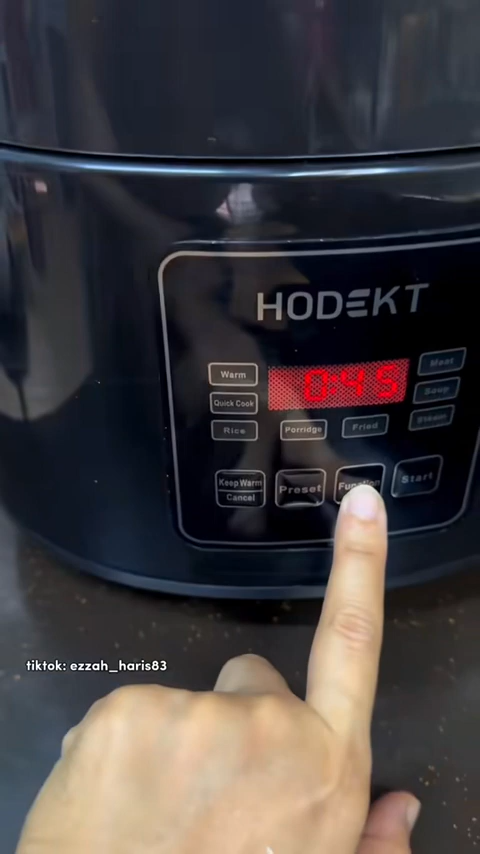 HODEKT
Warm
0:45
Meat
Quick Cook
Soup
Rice
Porridge
Fried
Steam
Keep Warm
Cancel
Preset
Function
Start
tiktok: ezzah_haris83